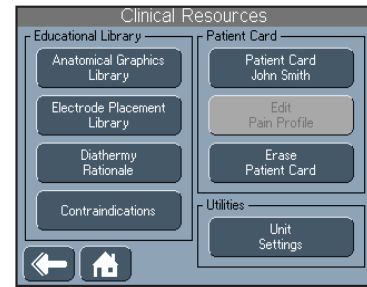 Clinical Resources
Educational Library
Anatomical Graphics
Library
Electrode Placement
Library
Diathermy
Rationale
Contraindications
Patient Card
Patient Card
John Smith
Edit
Pain Profile
Erase
Patient Card
Utilities
Unit
Settings